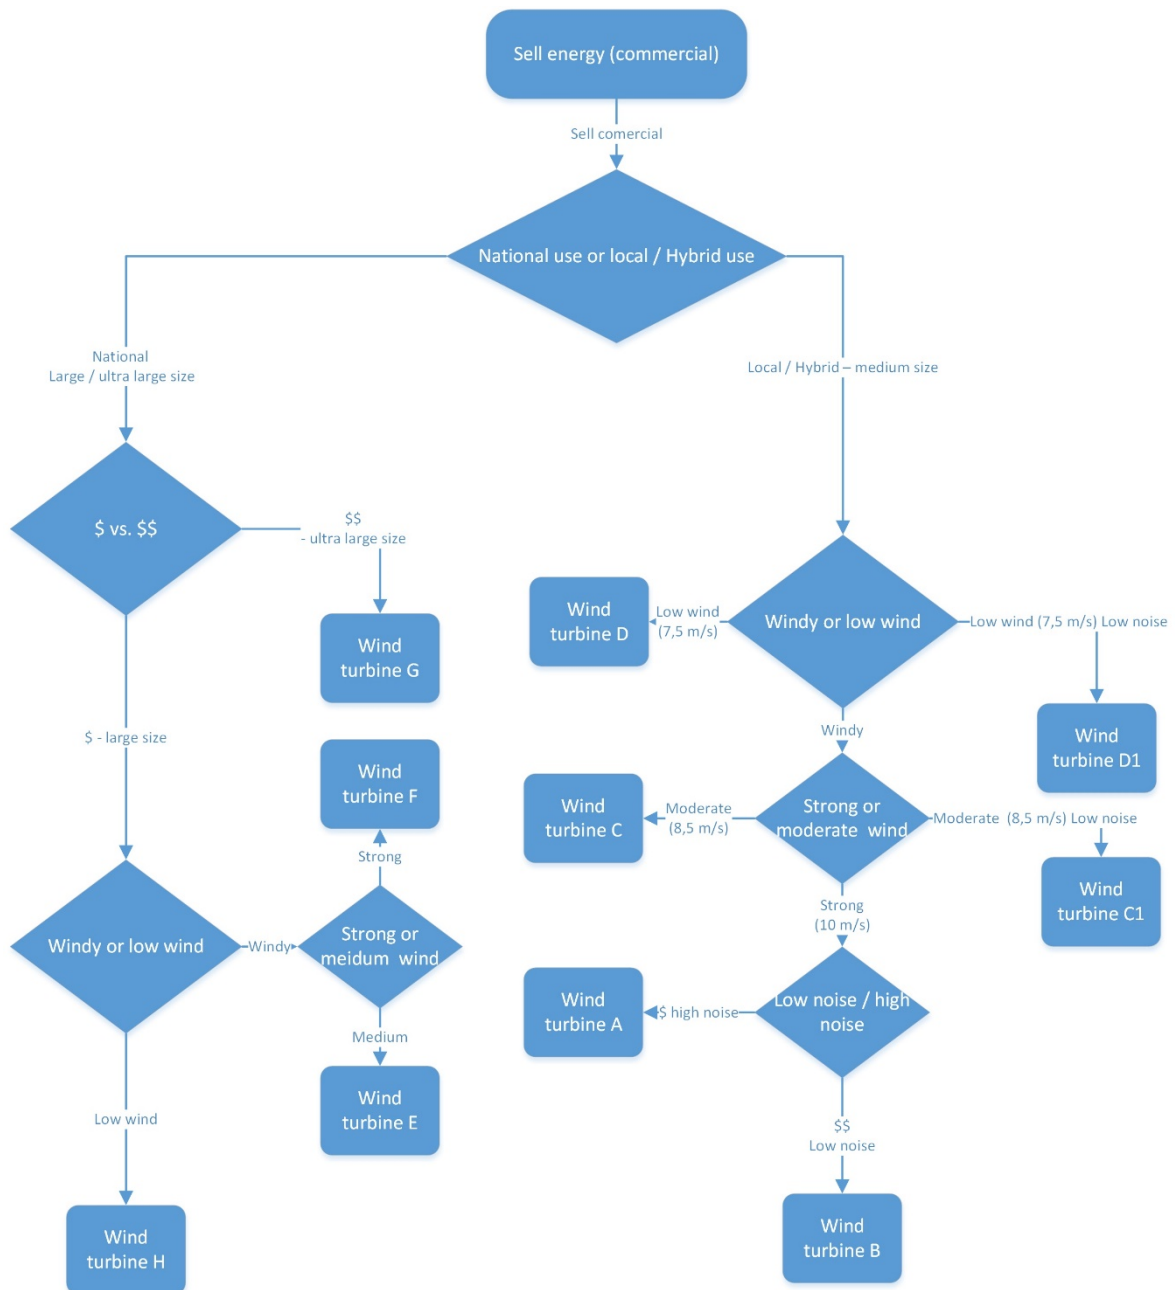 Sell energy (commercial)
Sell comercial
National use or local / Hybrid use
National
Large / ultra large size
Local / Hybrid – medium size
$ vs. $$
$$
- ultra large size
Wind
turbine G
$ - large size
Wind
turbine F
Strong
Windy or low wind
Windy
Strong or
meidum  wind
Medium
Wind
turbine E
Low wind
Wind
turbine H
Wind
turbine D
Low wind
(7,5 m/s)
Windy or low wind
Low wind (7,5 m/s) Low noise
Wind
turbine D1
Windy
Wind
turbine C
Moderate
(8,5 m/s)
Strong or
moderate  wind
Moderate  (8,5 m/s) Low noise
Wind
turbine C1
Strong
(10 m/s)
Wind
turbine A
$ high noise
Low noise / high
noise
$$
Low noise
Wind
turbine B